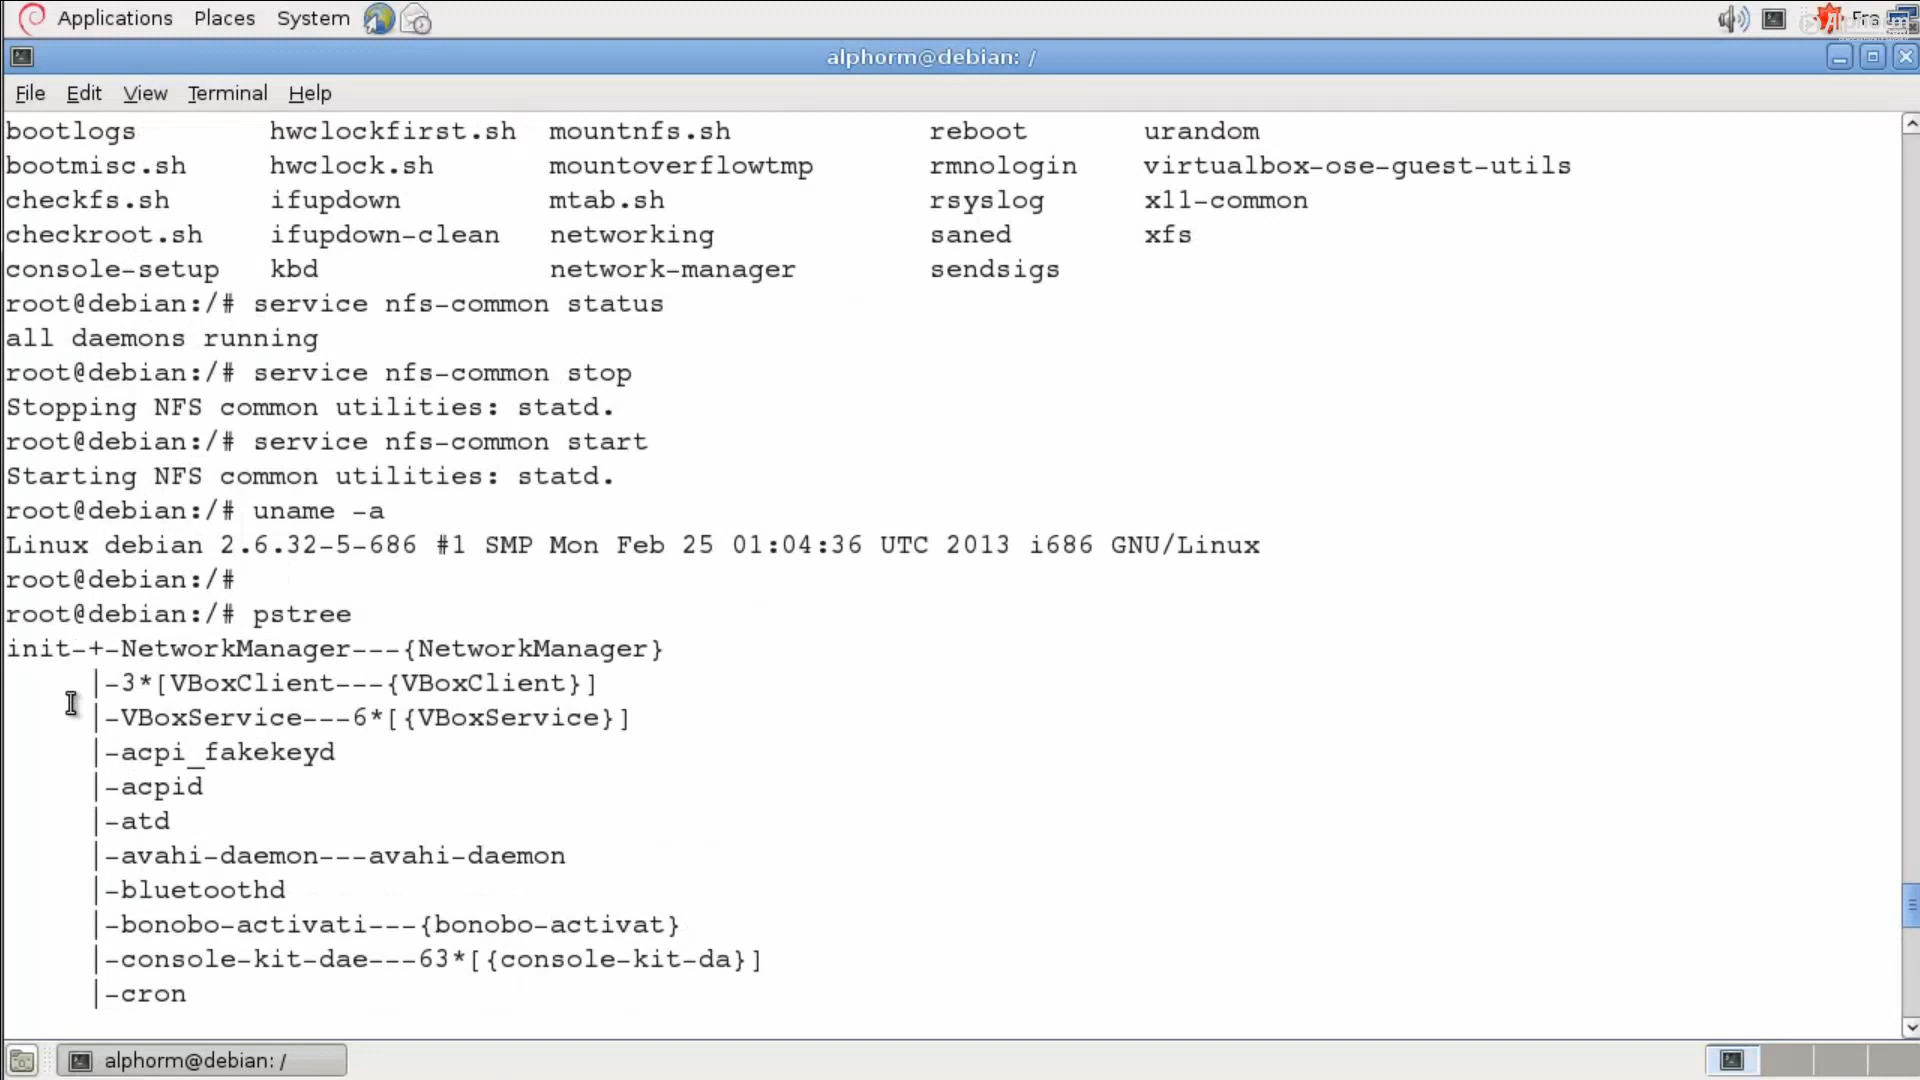 Applications Places System
Fre
alphorm@debian: /
File Edit View Terminal Help
bootlogs hwclockfirst.sh mountnfs.sh reboot urandom
bootmisc.sh hwclock.sh mountoverflowtmp rmnologin virtualbox-ose-guest-utils
checkfs.sh ifupdown mtab.sh rsyslog x11-common
checkroot.sh ifupdown-clean networking saned xfs
console-setup kbd network-manager sendsigs
root@debian:/# service nfs-common status
all daemons running
root@debian:/# service nfs-common stop
Stopping NFS common utilities: statd.
root@debian:/# service nfs-common start
Starting NFS common utilities: statd.
root@debian:/# uname -a
Linux debian 2.6.32-5-686 #1 SMP Mon Feb 25 01:04:36 UTC 2013 i686 GNU/Linux
root@debian:/#
root@debian:/# pstree
init-+-NetworkManager---{NetworkManager}
     |-3*[VBoxClient---{VBoxClient}]
     |-VBoxService---6*[{VBoxService}]
     |-acpi_fakekeyd
     |-acpid
     |-atd
     |-avahi-daemon---avahi-daemon
     |-bluetoothd
     |-bonobo-activati---{bonobo-activat}
     |-console-kit-dae---63*[{console-kit-da}]
     |-cron
alphorm@debian: /